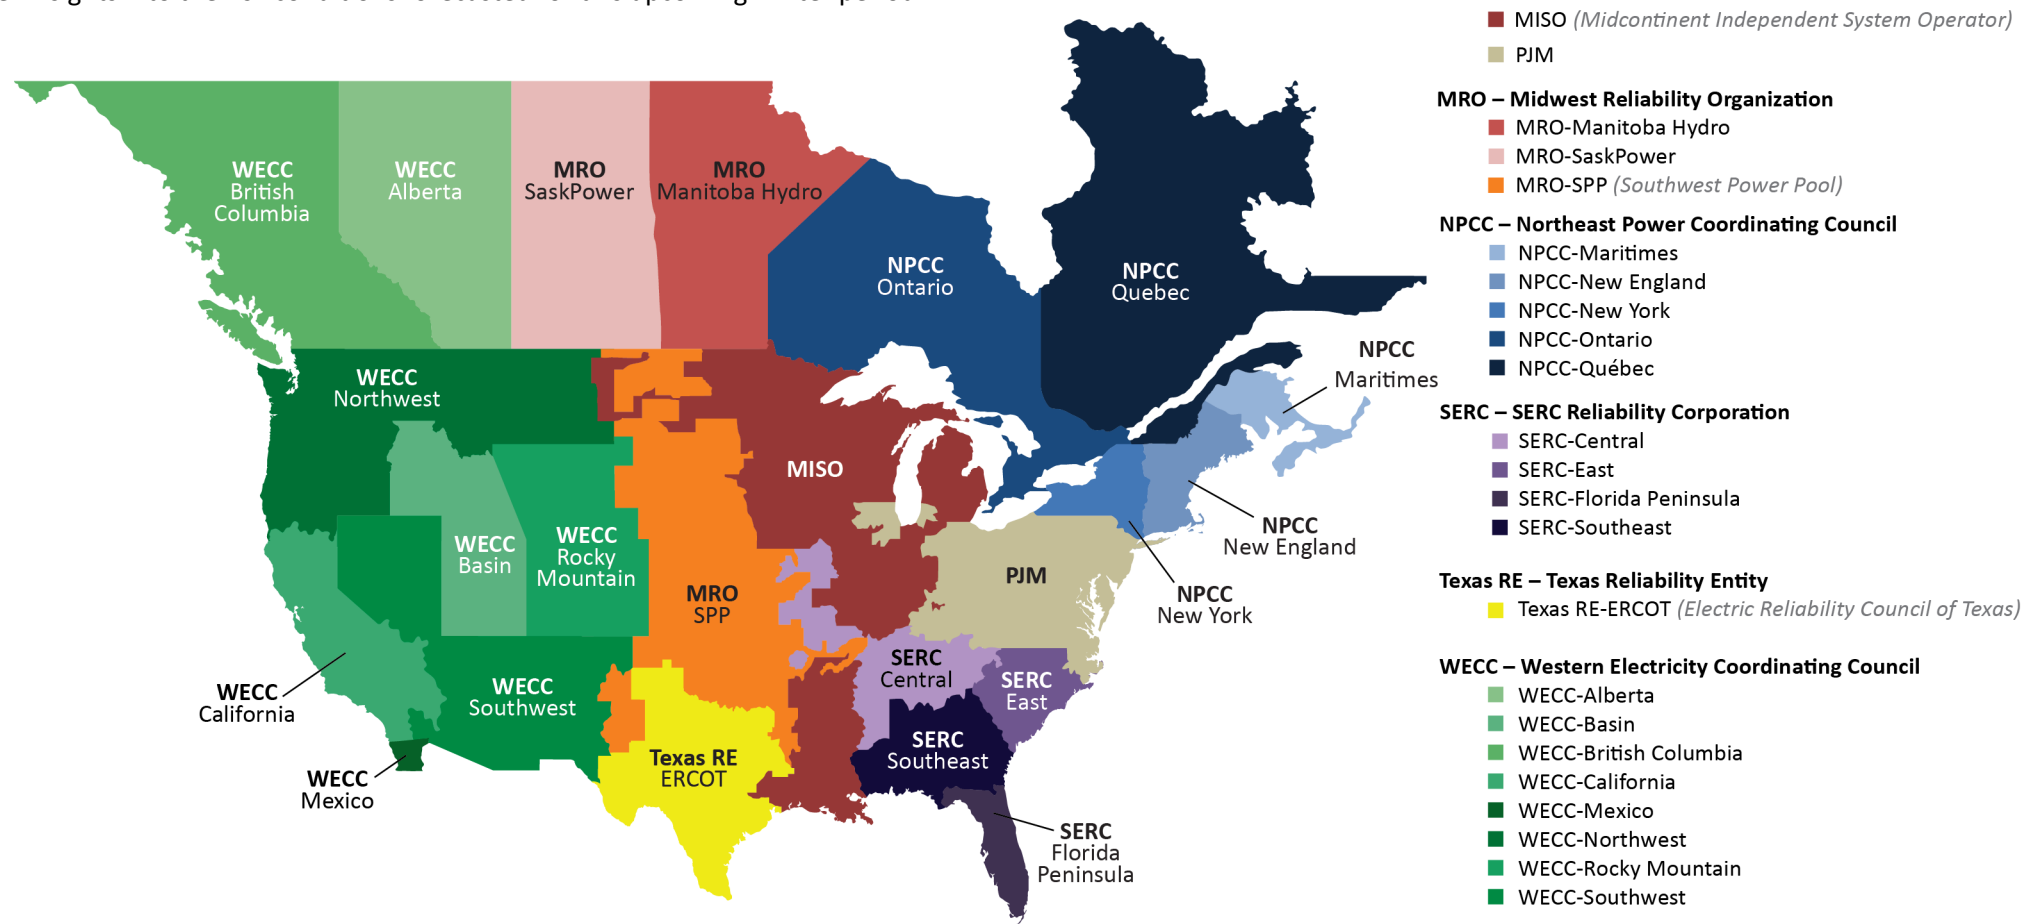 WECC
British
Columbia
WECC
Alberta
MRO
SaskPower
MRO
Manitoba Hydro
NPCC
Ontario
NPCC
Quebec
NPCC
Maritimes
WECC
Northwest
MISO
WECC
Basin
WECC
Rocky
Mountain
MRO
SPP
PJM
NPCC
New England
NPCC
New York
WECC
California
WECC
Southwest
SERC
Central
SERC
East
WECC
Mexico
Texas RE
ERCOT
SERC
Southeast
SERC
Florida
Peninsula
MISO (Midcontinent Independent System Operator)
PJM
MRO – Midwest Reliability Organization
MRO-Manitoba Hydro
MRO-SaskPower
MRO-SPP (Southwest Power Pool)
NPCC – Northeast Power Coordinating Council
NPCC-Maritimes
NPCC-New England
NPCC-New York
NPCC-Ontario
NPCC-Québec
SERC – SERC Reliability Corporation
SERC-Central
SERC-East
SERC-Florida Peninsula
SERC-Southeast
Texas RE – Texas Reliability Entity
Texas RE-ERCOT (Electric Reliability Council of Texas)
WECC – Western Electricity Coordinating Council
WECC-Alberta
WECC-Basin
WECC-British Columbia
WECC-California
WECC-Mexico
WECC-Northwest
WECC-Rocky Mountain
WECC-Southwest